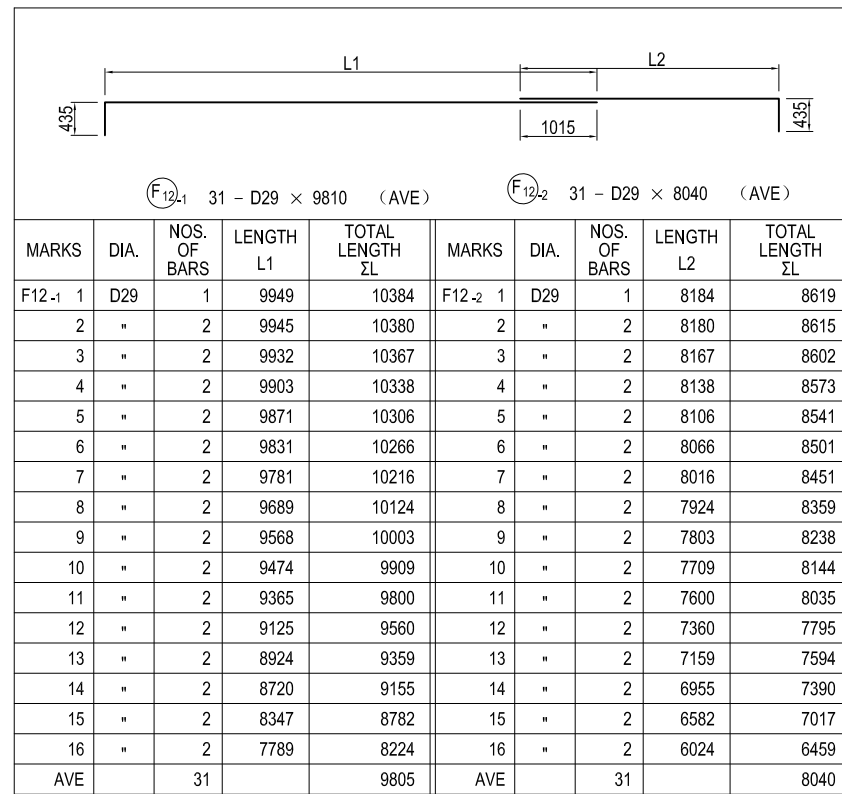 L1
L2
435
1015
435
F12-1 31 – D29 × 9810 （AVE）
F12-2 31 – D29 × 8040 （AVE）
MARKS DIA. NOS. OF BARS LENGTH L1 TOTAL LENGTH ΣL MARKS DIA. NOS. OF BARS LENGTH L2 TOTAL LENGTH ΣL
F12-1 1 D29 1 9949 10384 F12-2 1 D29 1 8184 8619
2 " 2 9945 10380 2 " 2 8180 8615
3 " 2 9932 10367 3 " 2 8167 8602
4 " 2 9903 10338 4 " 2 8138 8573
5 " 2 9871 10306 5 " 2 8106 8541
6 " 2 9831 10266 6 " 2 8066 8501
7 " 2 9781 10216 7 " 2 8016 8451
8 " 2 9689 10124 8 " 2 7924 8359
9 " 2 9568 10003 9 " 2 7803 8238
10 " 2 9474 9909 10 " 2 7709 8144
11 " 2 9365 9800 11 " 2 7600 8035
12 " 2 9125 9560 12 " 2 7360 7795
13 " 2 8924 9359 13 " 2 7159 7594
14 " 2 8720 9155 14 " 2 6955 7390
15 " 2 8347 8782 15 " 2 6582 7017
16 " 2 7789 8224 16 " 2 6024 6459
AVE 31 9805 AVE 31 8040